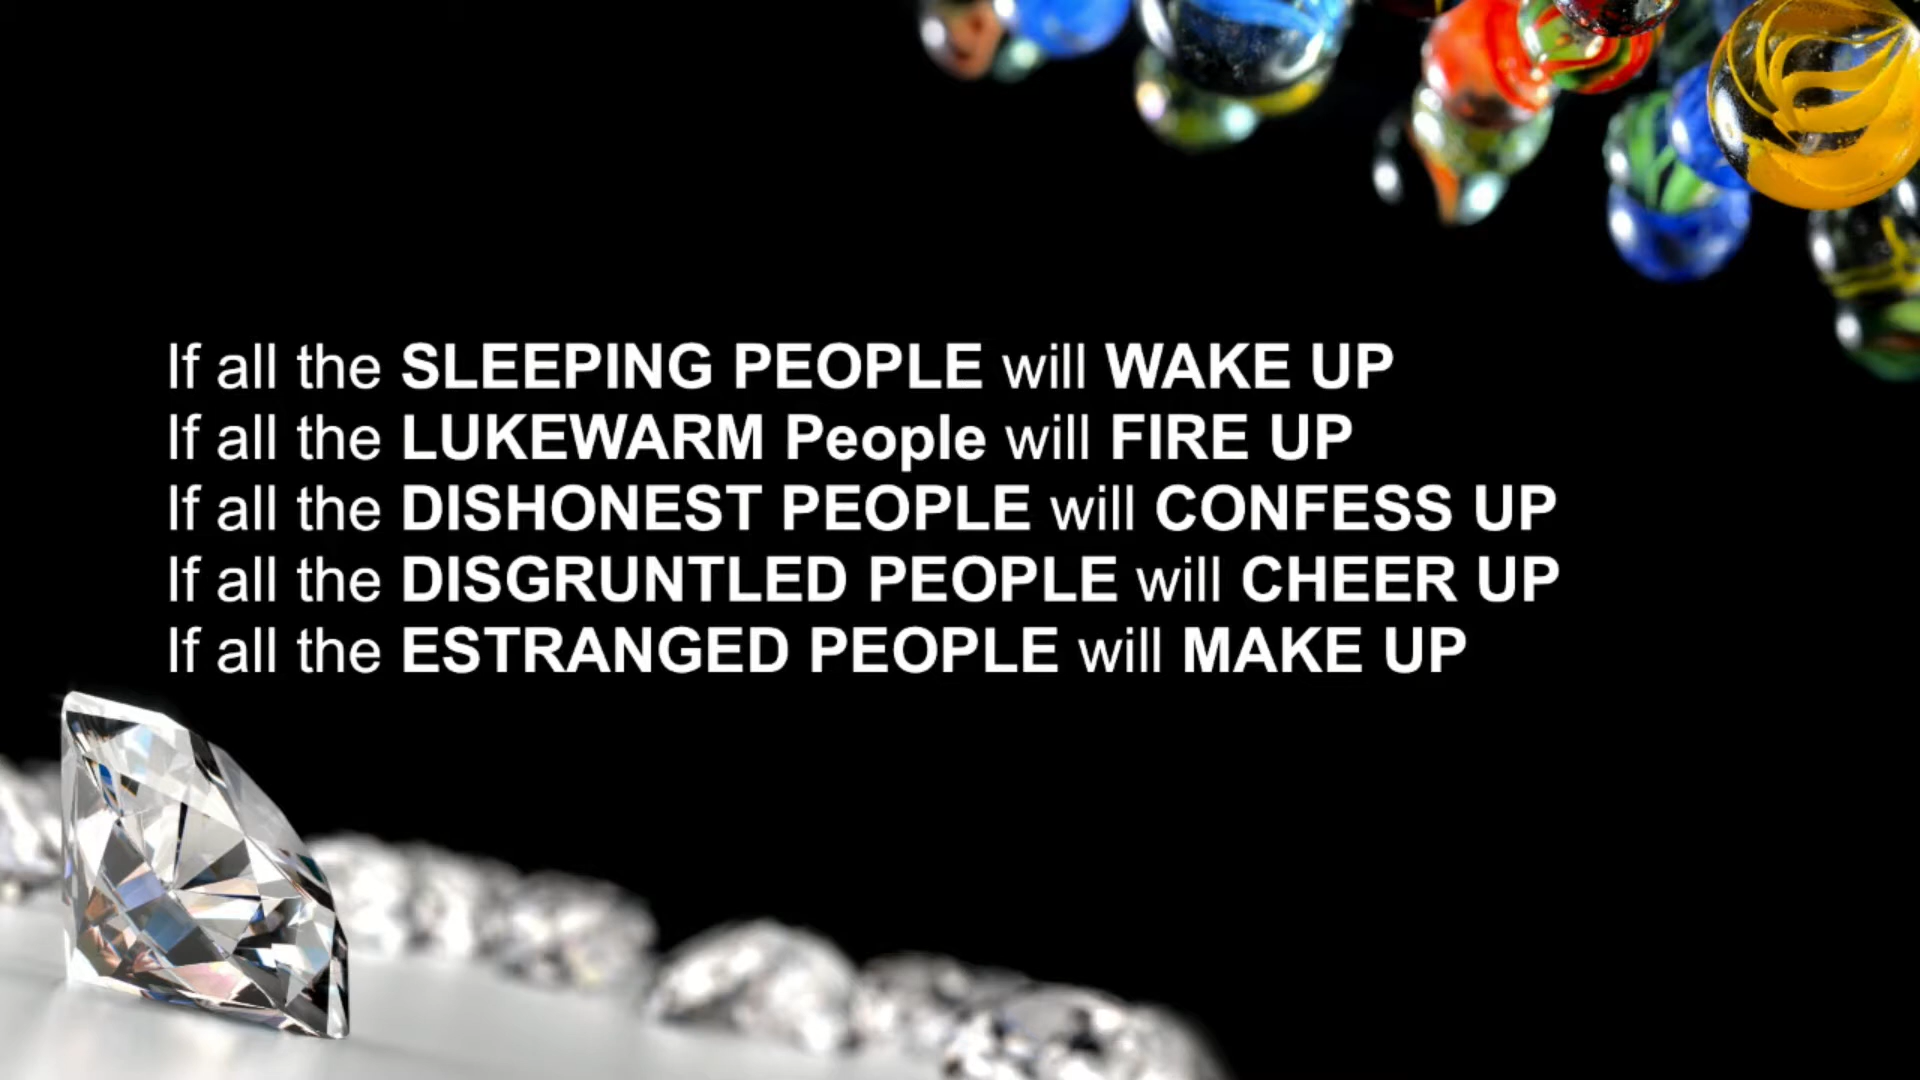 If all the SLEEPING PEOPLE will WAKE UP
If all the LUKEWARM People will FIRE UP
If all the DISHONEST PEOPLE will CONFESS UP
If all the DISGRUNTLED PEOPLE will CHEER UP
If all the ESTRANGED PEOPLE will MAKE UP